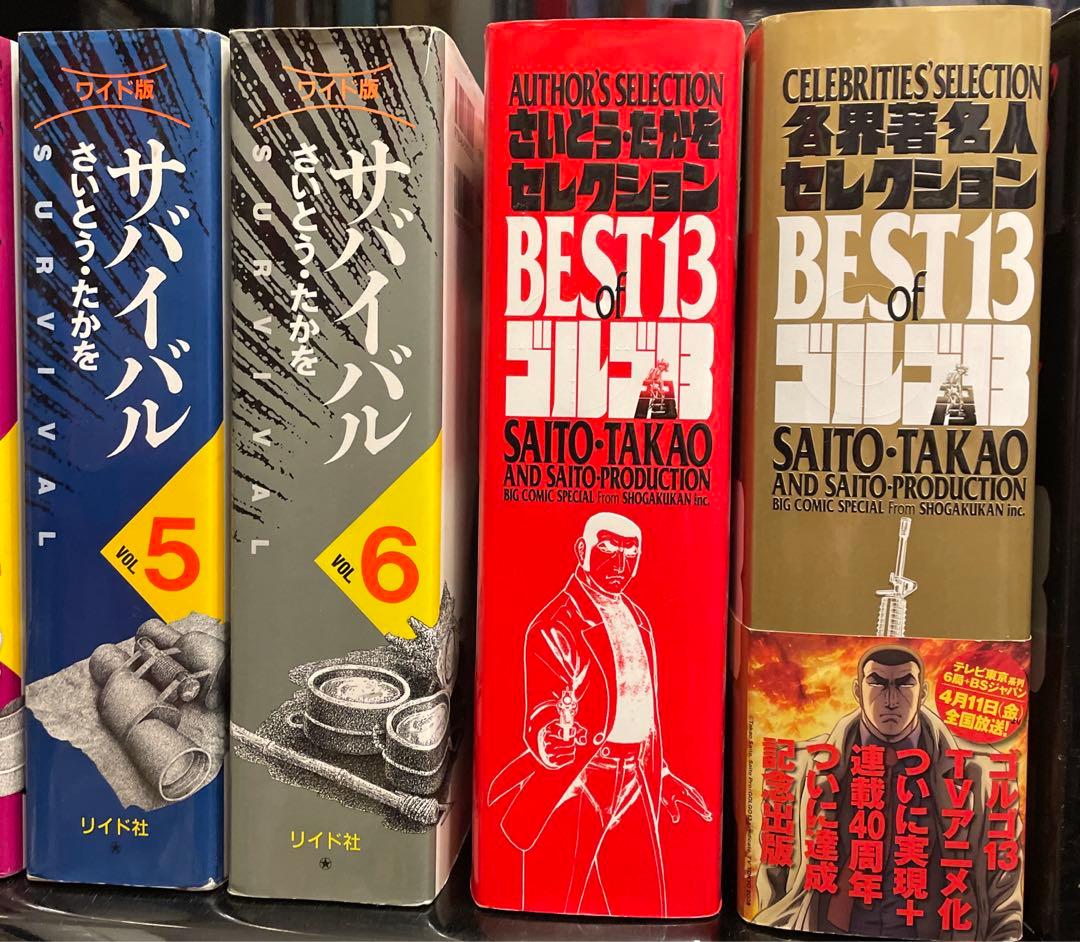 ワイド版
サバイバル
さいとう・たかを
SURVIVAL
VOL.5
リイド社
ワイド版
サバイバル
さいとう・たかを
SURVIVAL
VOL.6
リイド社
AUTHOR'S SELECTION
さいとう・たかを
セレクション
BEST 13
of
ゴルゴ13
SAITO・TAKAO
AND SAITO-PRODUCTION
BIG COMIC SPECIAL From SHOGAKUKAN inc.
CELEBRITIES' SELECTION
各界著名人
セレクション
BEST 13
of
ゴルゴ13
SAITO・TAKAO
AND SAITO-PRODUCTION
BIG COMIC SPECIAL From SHOGAKUKAN inc.
テレビ東京系列
6局+BSジャパン
4月11日(金)より
全国放送!
ゴルゴ13
TVアニメ化
ついに実現+
連載40周年
ついに達成
記念出版